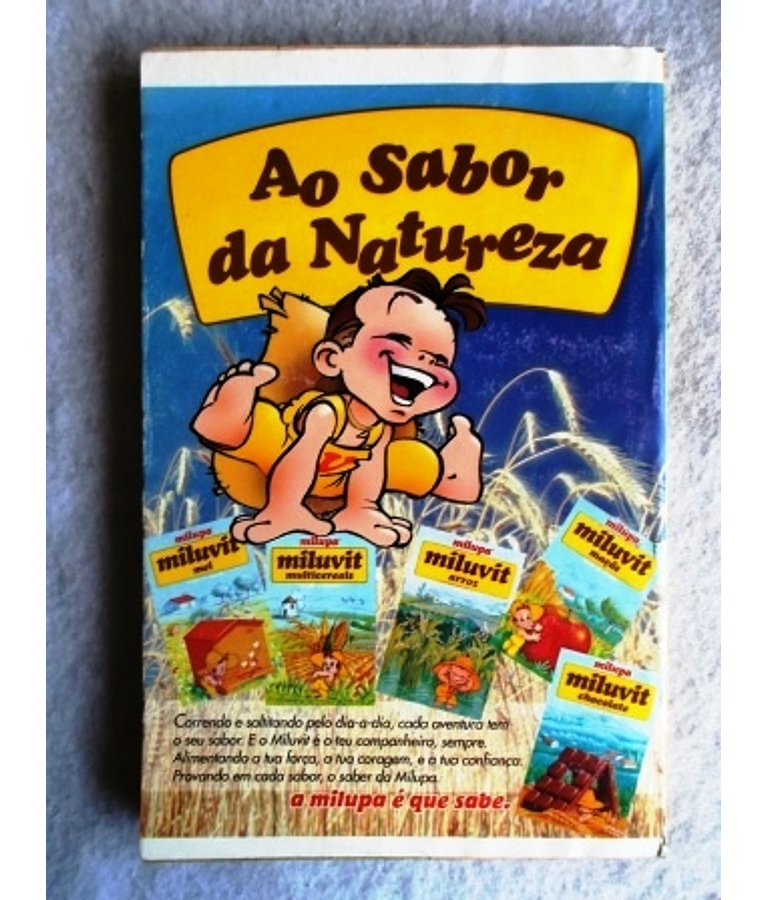 Ao Sabor
da Natureza
milupa
miluvit
mel
milupa
miluvit
multicereais
milupa
miluvit
arroz
milupa
miluvit
maçãs
milupa
miluvit
chocolate
Correndo e saltitando pelo dia-a-dia, cada aventura tem
o seu sabor. E o Miluvit é o teu companheiro, sempre.
Alimentando a tua força, a tua coragem, e a tua confiança.
Provando em cada sabor, o saber da Milupa.
a milupa é que sabe.